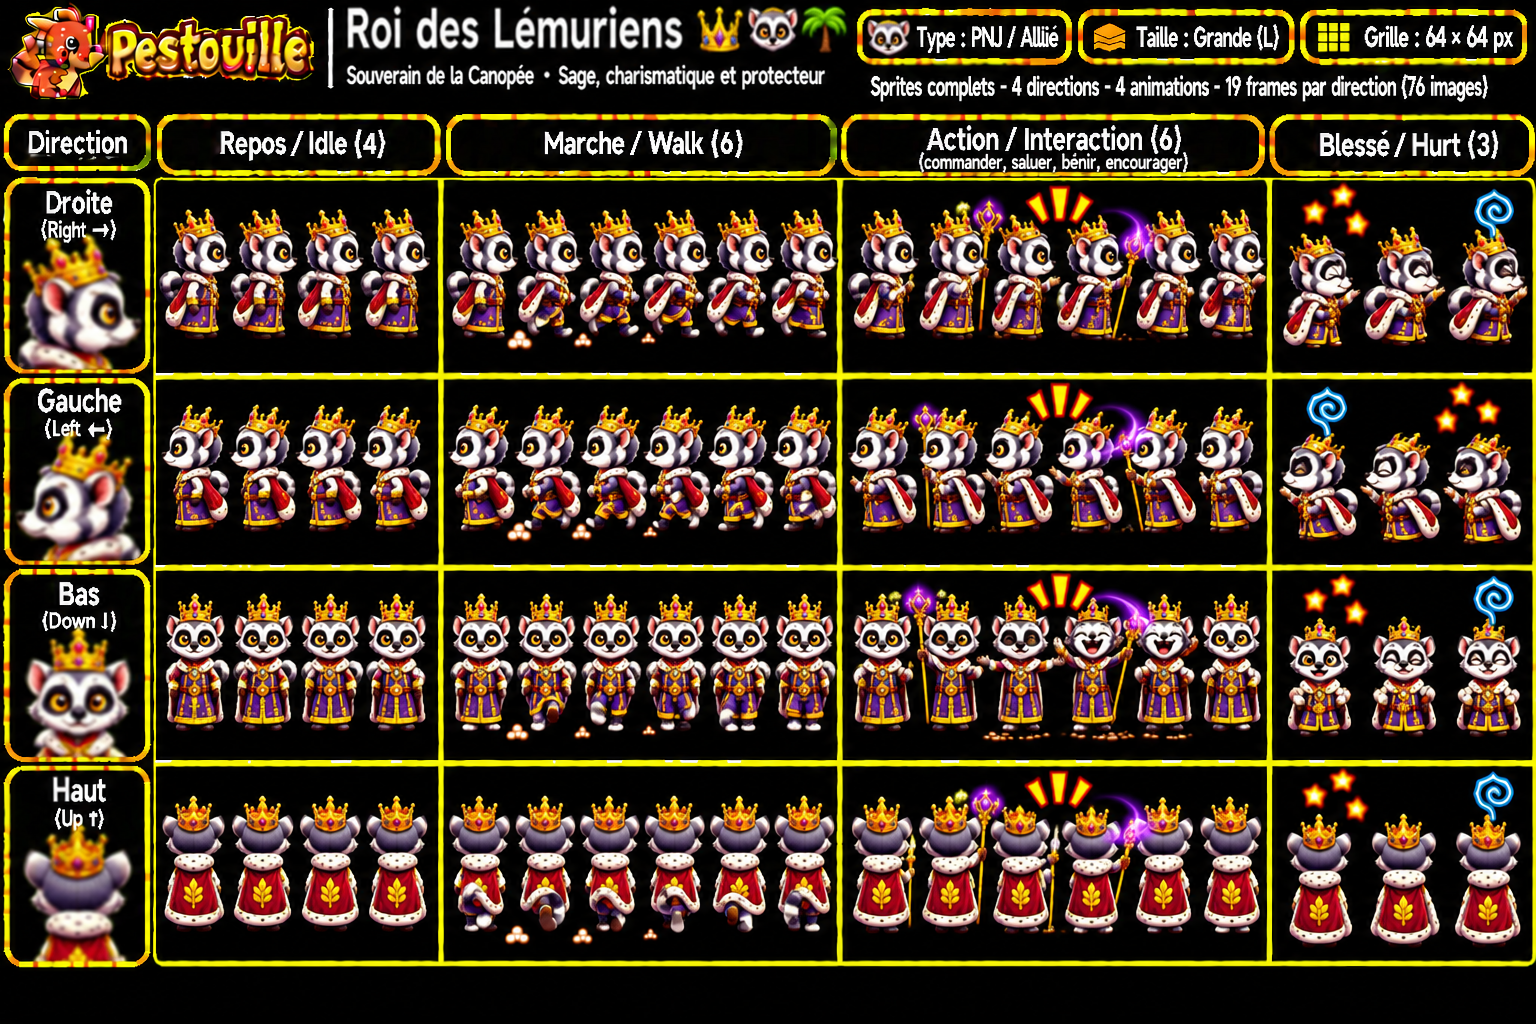 Pestouille
Roi des Lémuriens
Souverain de la Canopée • Sage, charismatique et protecteur
Type : PNJ / Allié
Taille : Grande (L)
Grille : 64 × 64 px
Sprites complets - 4 directions - 4 animations - 19 frames par direction (76 images)
Direction
Repos / Idle (4)
Marche / Walk (6)
Action / Interaction (6)
(commander, saluer, bénir, encourager)
Blessé / Hurt (3)
Droite
(Right →)
Gauche
(Left ←)
Bas
(Down ↓)
Haut
(Up ↑)